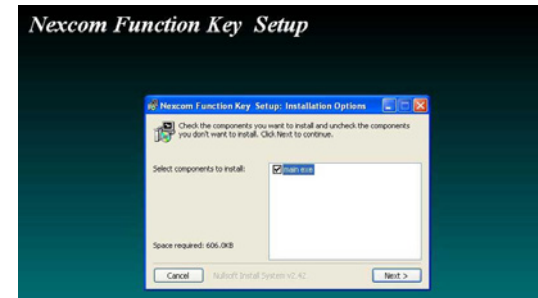 Nexcom Function Key Setup
Nexcom Function Key Setup: Installation Options
Check the components you want to install and uncheck the components
you don't want to install. Click Next to continue.
Select components to install:
main.exe
Space required: 606.0KB
Cancel
Nullsoft Install System v2.42
Next >